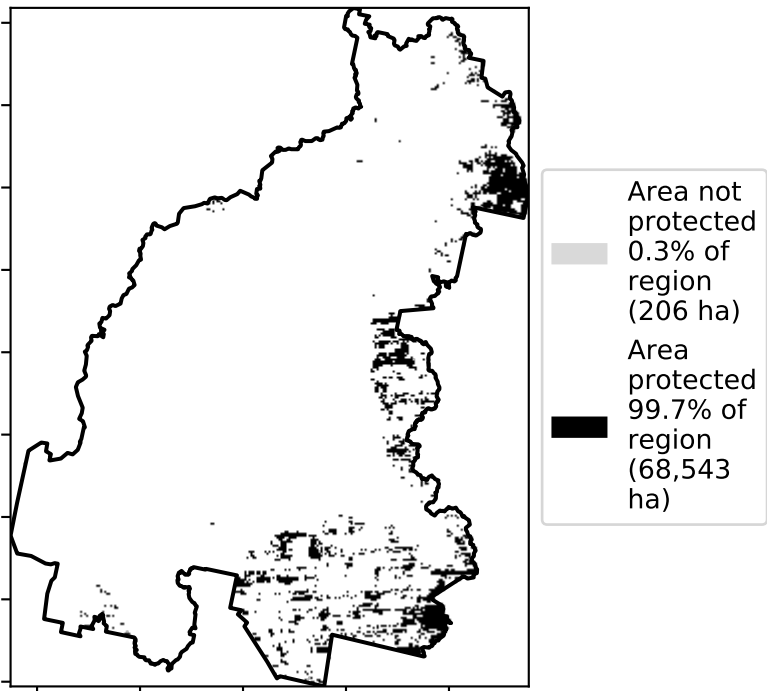 Area not
protected
0.3% of
region
(206 ha)
Area
protected
99.7% of
region
(68,543
ha)